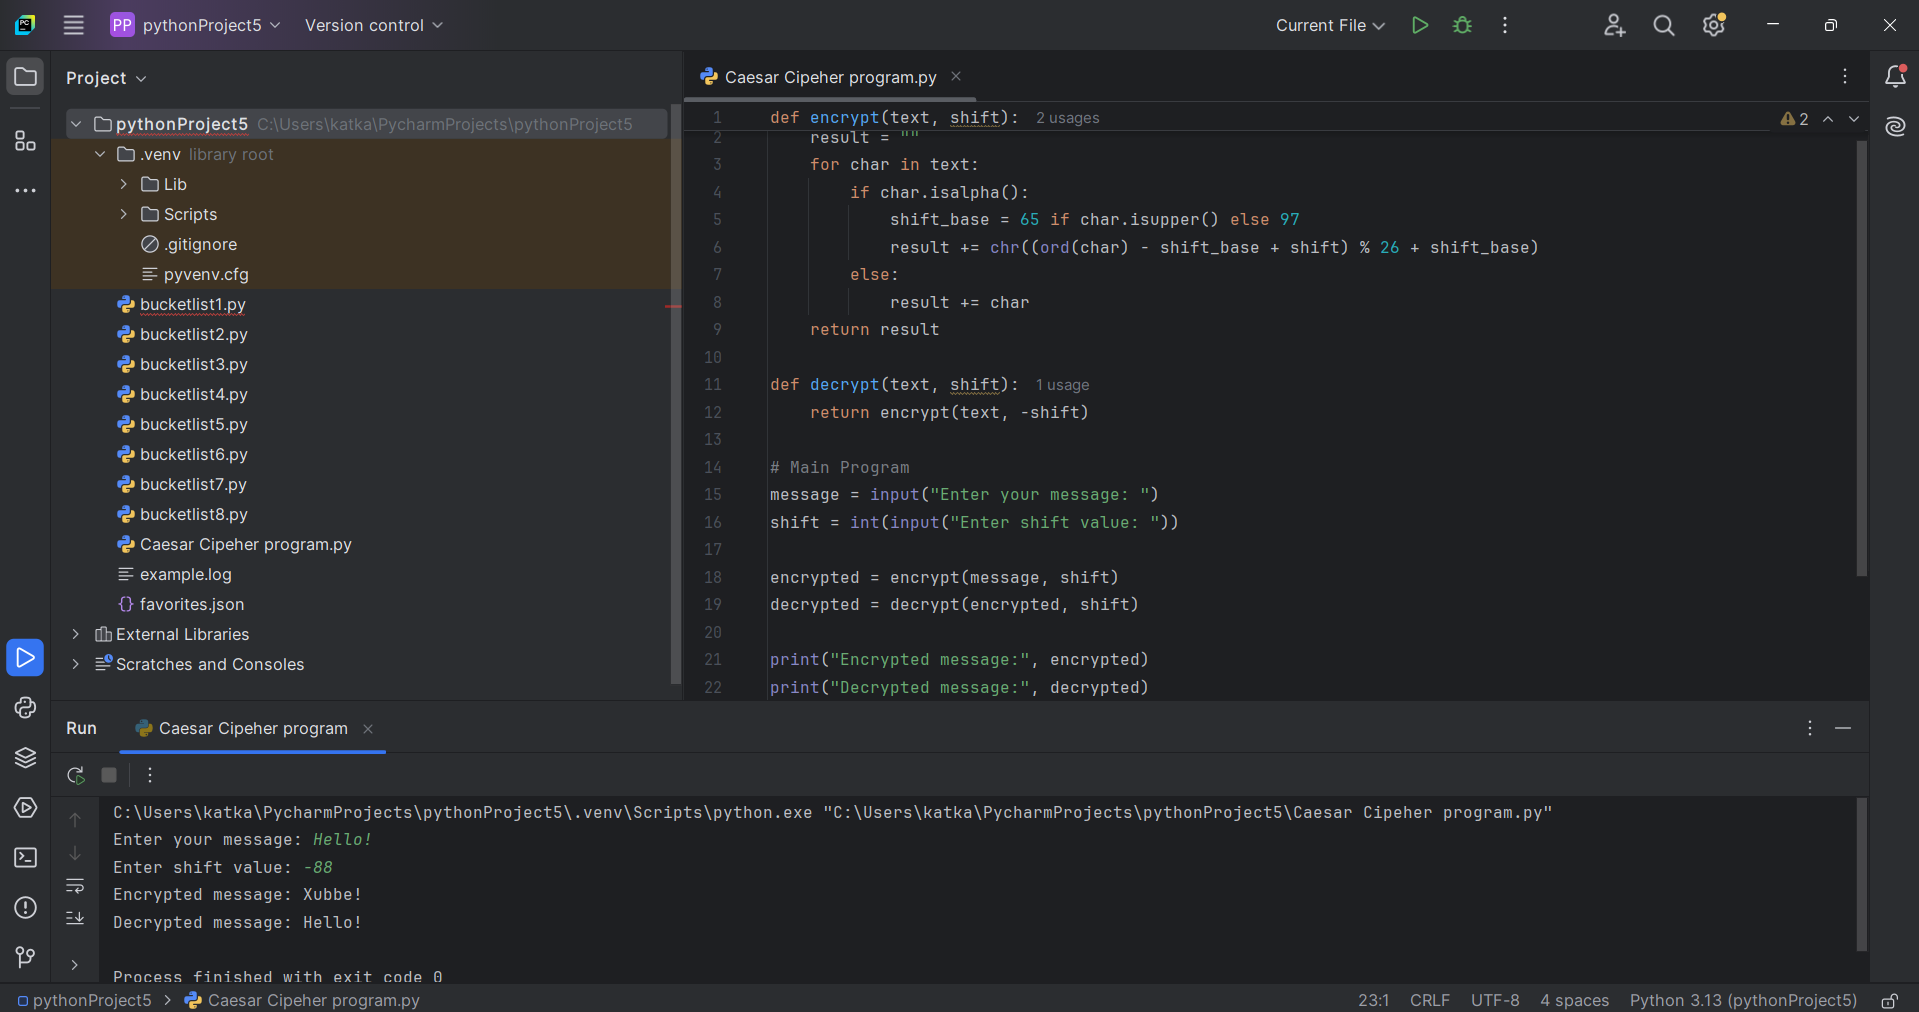 PP pythonProject5 Version control Current File
Project
pythonProject5 C:\Users\katka\PycharmProjects\pythonProject5
.venv library root
Lib
Scripts
.gitignore
pyvenv.cfg
bucketlist1.py
bucketlist2.py
bucketlist3.py
bucketlist4.py
bucketlist5.py
bucketlist6.py
bucketlist7.py
bucketlist8.py
Caesar Cipeher program.py
example.log
favorites.json
External Libraries
Scratches and Consoles
Caesar Cipeher program.py
1 def encrypt(text, shift): 2 usages 2
2     result = ""
3     for char in text:
4         if char.isalpha():
5             shift_base = 65 if char.isupper() else 97
6             result += chr((ord(char) - shift_base + shift) % 26 + shift_base)
7         else:
8             result += char
9     return result
10
11 def decrypt(text, shift): 1 usage
12     return encrypt(text, -shift)
13
14 # Main Program
15 message = input("Enter your message: ")
16 shift = int(input("Enter shift value: "))
17
18 encrypted = encrypt(message, shift)
19 decrypted = decrypt(encrypted, shift)
20
21 print("Encrypted message:", encrypted)
22 print("Decrypted message:", decrypted)
Run Caesar Cipeher program
C:\Users\katka\PycharmProjects\pythonProject5\.venv\Scripts\python.exe "C:\Users\katka\PycharmProjects\pythonProject5\Caesar Cipeher program.py"
Enter your message: Hello!
Enter shift value: -88
Encrypted message: Xubbe!
Decrypted message: Hello!
Process finished with exit code 0
pythonProject5 > Caesar Cipeher program.py 23:1 CRLF UTF-8 4 spaces Python 3.13 (pythonProject5)